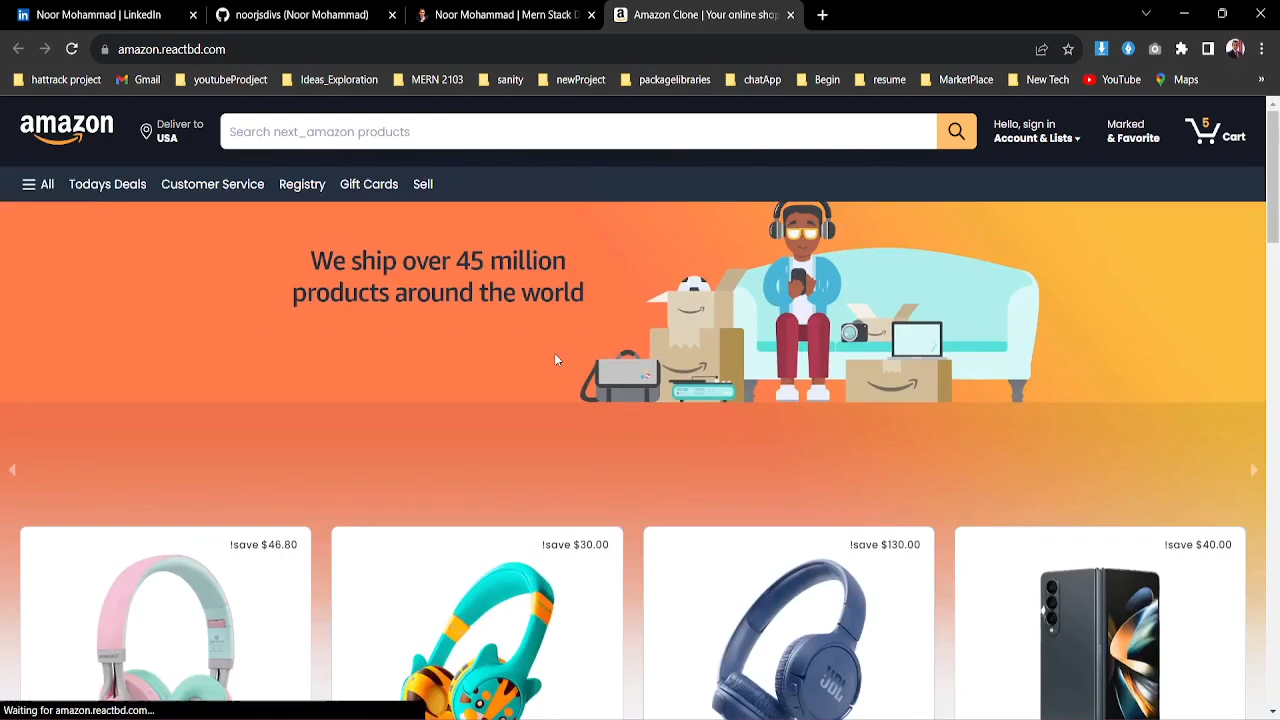 Noor Mohammad | LinkedIn
noorjsdivs (Noor Mohammad)
Noor Mohammad | Mern Stack D
Amazon Clone | Your online shop
amazon.reactbd.com
hattrack project Gmail youtubeProdject Ideas_Exploration MERN 2103 sanity newProject packagelibraries chatApp Begin resume MarketPlace New Tech YouTube Maps »
amazon
Deliver to
USA
Search next_amazon products
Hello, sign in
Account & Lists
Marked
& Favorite
5
Cart
All Todays Deals Customer Service Registry Gift Cards Sell
We ship over 45 million
products around the world
!save $46.80
!save $30.00
!save $130.00
!save $40.00
JBL
Waiting for amazon.reactbd.com...